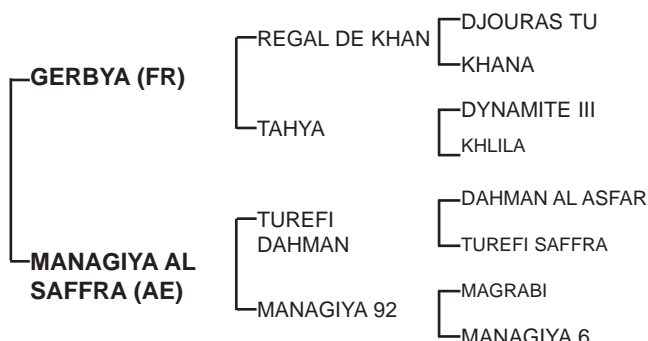 DJOURAS TU
REGAL DE KHAN
KHANA
GERBYA (FR)
DYNAMITE III
TAHYA
KHLILA
DAHMAN AL ASFAR
TUREFI
DAHMAN
TUREFI SAFFRA
MANAGIYA AL
SAFFRA (AE)
MAGRABI
MANAGIYA 92
MANAGIYA 6